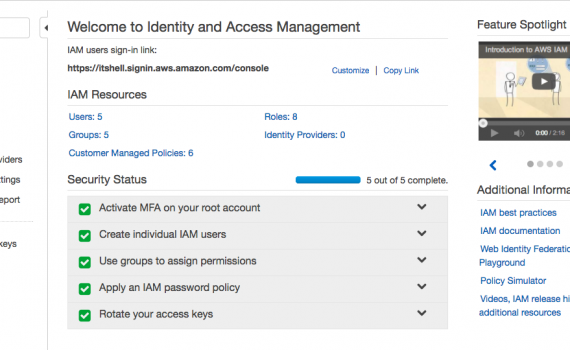 Welcome to Identity and Access Management
IAM users sign-in link:
https://itshell.signin.aws.amazon.com/console
Customize | Copy Link
IAM Resources
Users: 5
Roles: 8
Groups: 5
Identity Providers: 0
Customer Managed Policies: 6
Security Status
5 out of 5 complete.
Activate MFA on your root account
Create individual IAM users
Use groups to assign permissions
Apply an IAM password policy
Rotate your access keys
viders
ttings
eport
keys
Feature Spotlight
Introduction to AWS IAM
0:00 / 2:16
Additional Informa
IAM best practices
IAM documentation
Web Identity Federatio
Playground
Policy Simulator
Videos, IAM release hi
additional resources